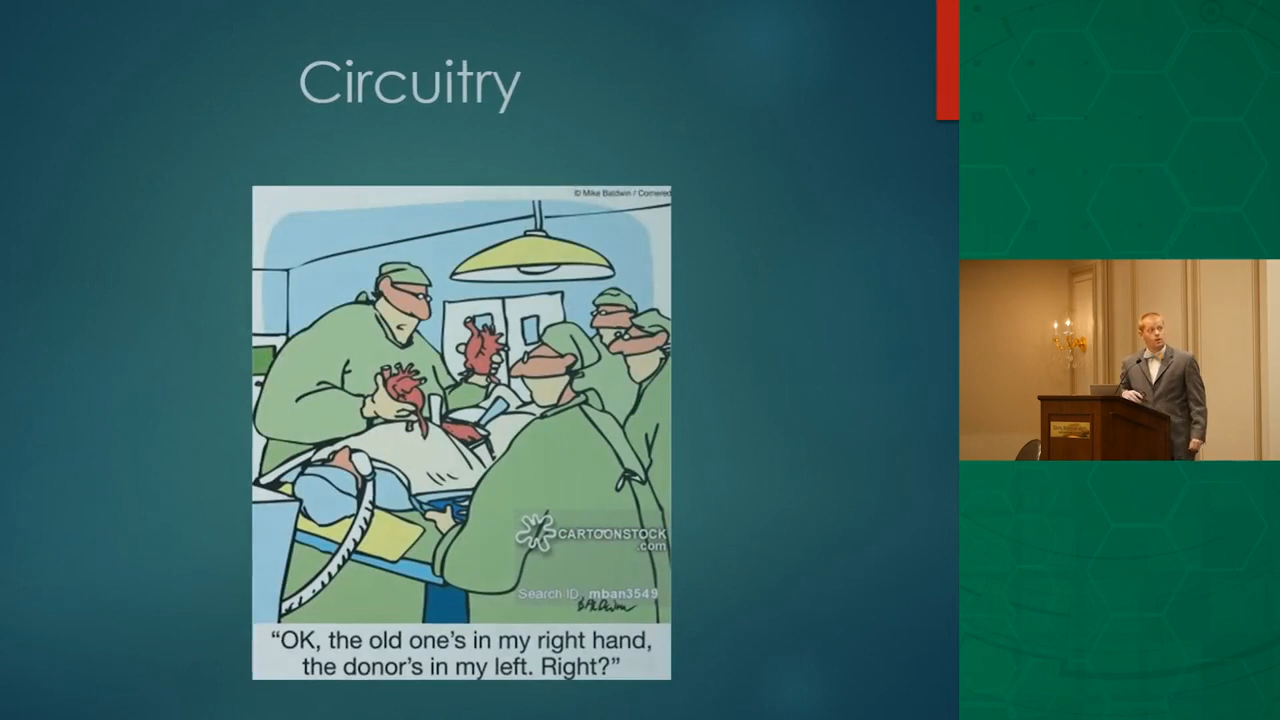 Circuitry
© Mike Baldwin / Cornered
CARTOONSTOCK
.com
Search ID mban3549
“OK, the old one’s in my right hand,
the donor’s in my left. Right?”